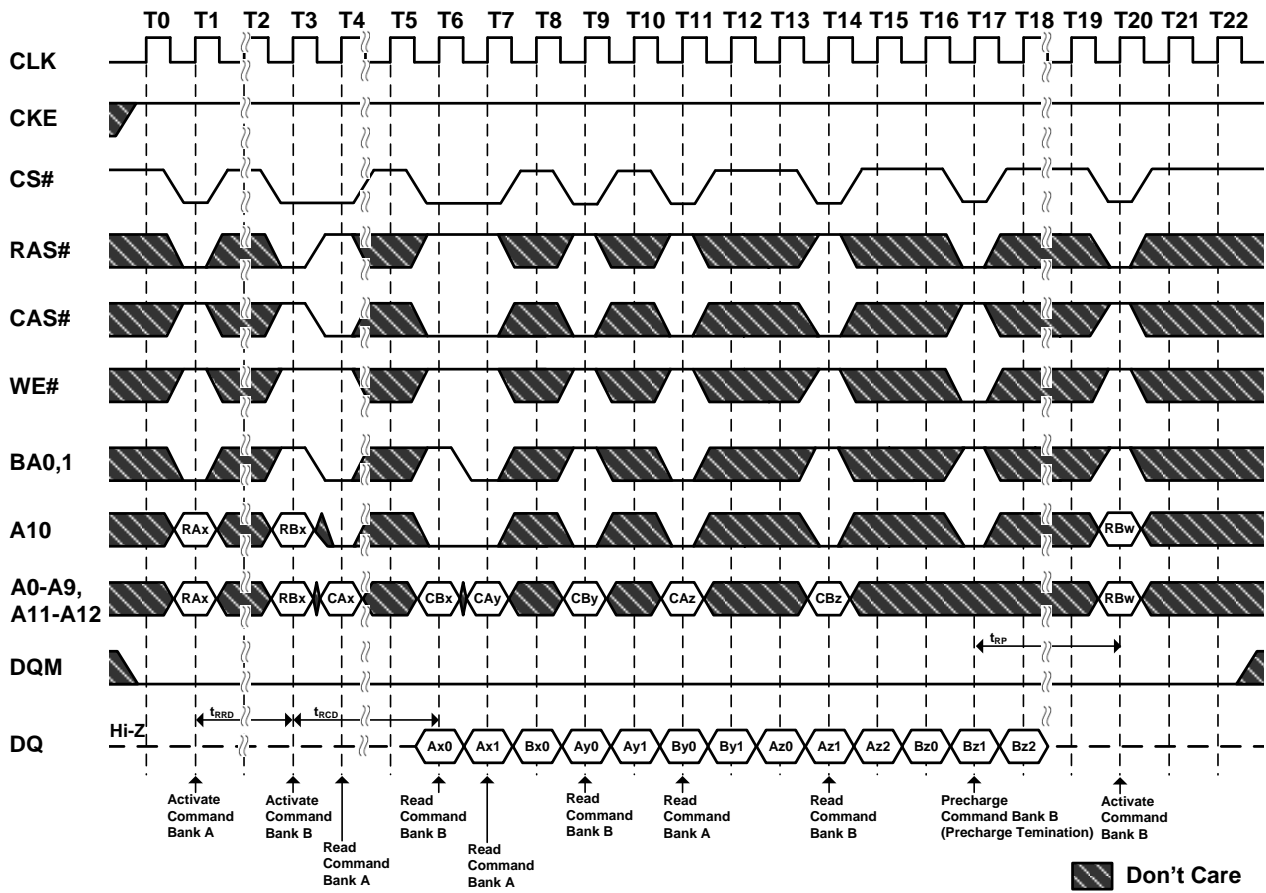 T0 T1 T2 T3 T4 T5 T6 T7 T8 T9 T10 T11 T12 T13 T14 T15 T16 T17 T18 T19 T20 T21 T22
CLK
CKE
CS#
RAS#
CAS#
WE#
BA0,1
A10
RAx RBx RBw
A0-A9,
A11-A12
RAx RBx CAx CBx CAy CBy CAz CBz RBw
tRP
DQM
tRRD tRCD
Hi-Z
DQ
Ax0 Ax1 Bx0 Ay0 Ay1 By0 By1 Az0 Az1 Az2 Bz0 Bz1 Bz2
Activate
Command
Bank A
Activate
Command
Bank B
Read
Command
Bank A
Read
Command
Bank B
Read
Command
Bank A
Read
Command
Bank B
Read
Command
Bank A
Read
Command
Bank B
Precharge
Command Bank B
(Precharge Temination)
Activate
Command
Bank B
Don't Care